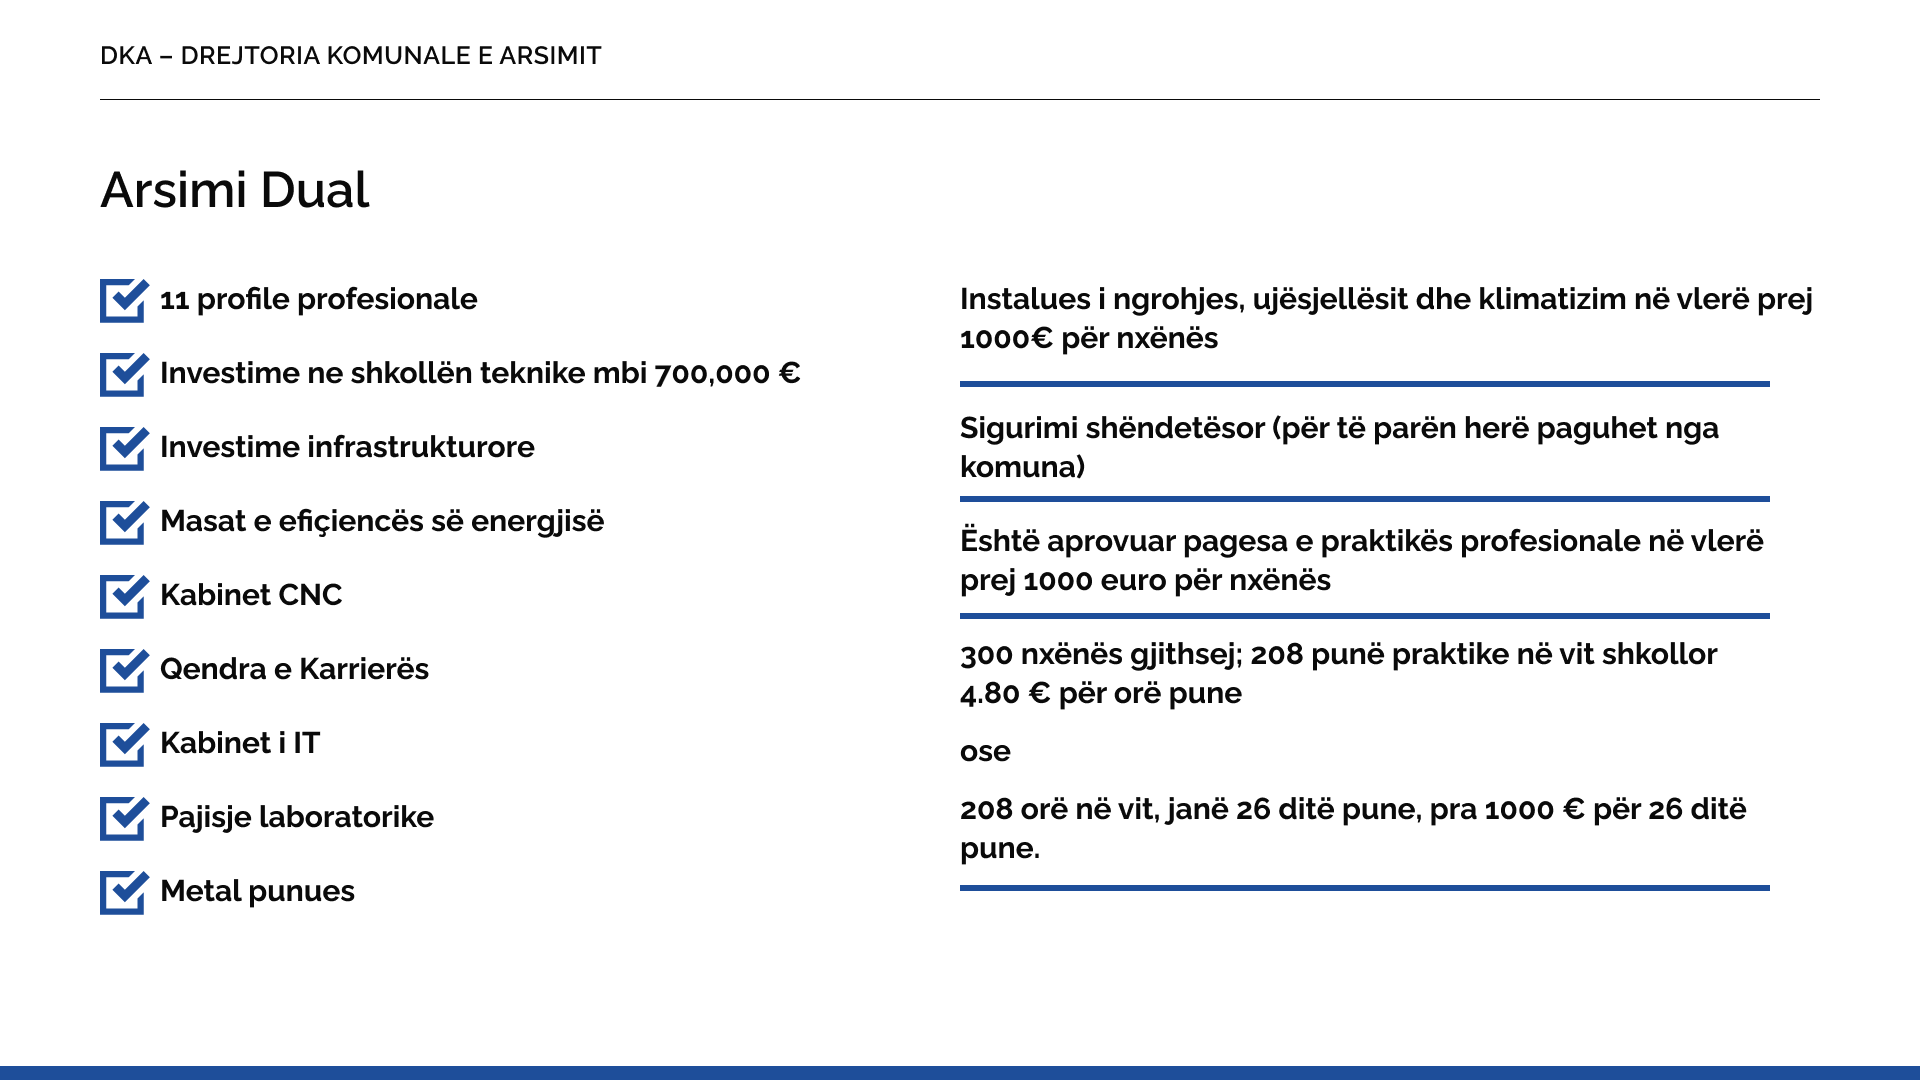 DKA – DREJTORIA KOMUNALE E ARSIMIT
Arsimi Dual
11 profile profesionale
Investime ne shkollën teknike mbi 700,000 €
Investime infrastrukturore
Masat e efiçiencës së energjisë
Kabinet CNC
Qendra e Karrierës
Kabinet i IT
Pajisje laboratorike
Metal punues
Instalues i ngrohjes, ujësjellësit dhe klimatizim në vlerë prej
1000€ për nxënës
Sigurimi shëndetësor (për të parën herë paguhet nga
komuna)
Është aprovuar pagesa e praktikës profesionale në vlerë
prej 1000 euro për nxënës
300 nxënës gjithsej; 208 punë praktike në vit shkollor
4.80 € për orë pune
ose
208 orë në vit, janë 26 ditë pune, pra 1000 € për 26 ditë
pune.